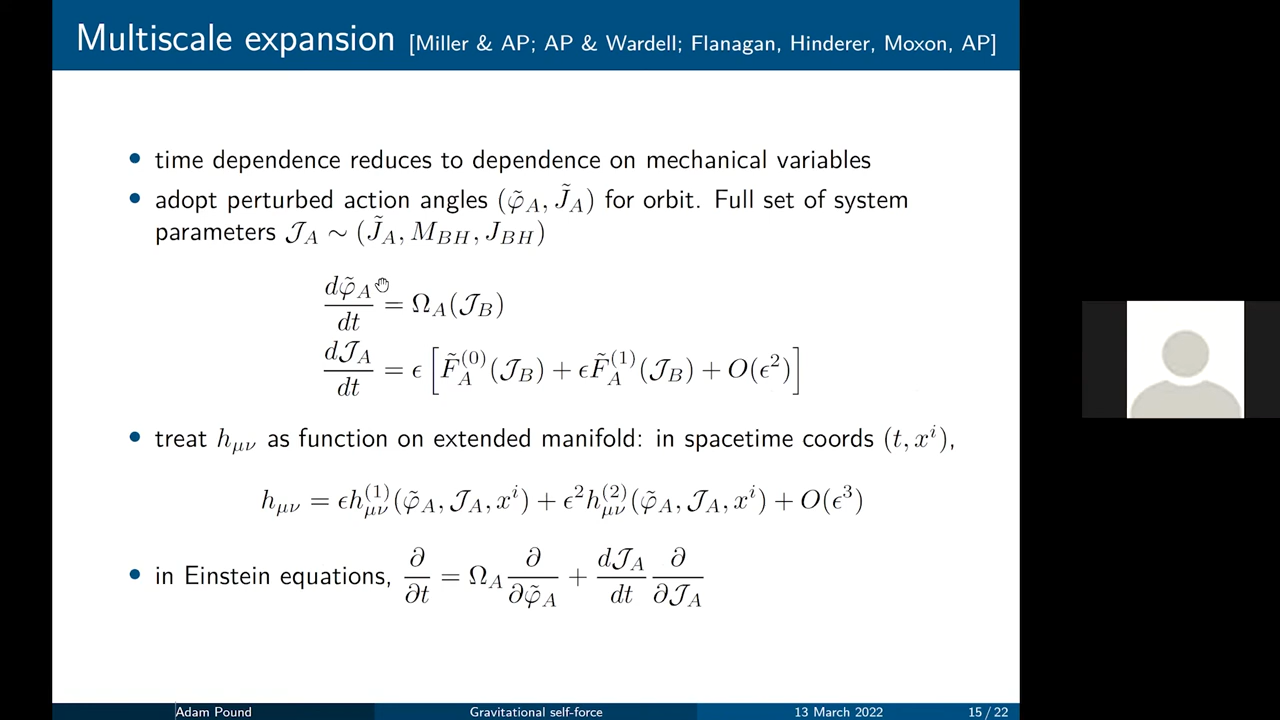 Multiscale expansion [Miller & AP; AP & Wardell; Flanagan, Hinderer, Moxon, AP]
• time dependence reduces to dependence on mechanical variables
• adopt perturbed action angles (φ̃_A, J̃_A) for orbit. Full set of system
parameters 𝒥_A ∼ (J̃_A, M_BH, J_BH)
dφ̃_A/dt = Ω_A(𝒥_B)
d𝒥_A/dt = ϵ[F̃_A^(0)(𝒥_B) + ϵF̃_A^(1)(𝒥_B) + O(ϵ²)]
• treat h_μν as function on extended manifold: in spacetime coords (t, x^i),
h_μν = ϵh_μν^(1)(φ̃_A, 𝒥_A, x^i) + ϵ²h_μν^(2)(φ̃_A, 𝒥_A, x^i) + O(ϵ³)
• in Einstein equations, ∂/∂t = Ω_A ∂/∂φ̃_A + d𝒥_A/dt ∂/∂𝒥_A
Adam Pound Gravitational self-force 13 March 2022 15 / 22